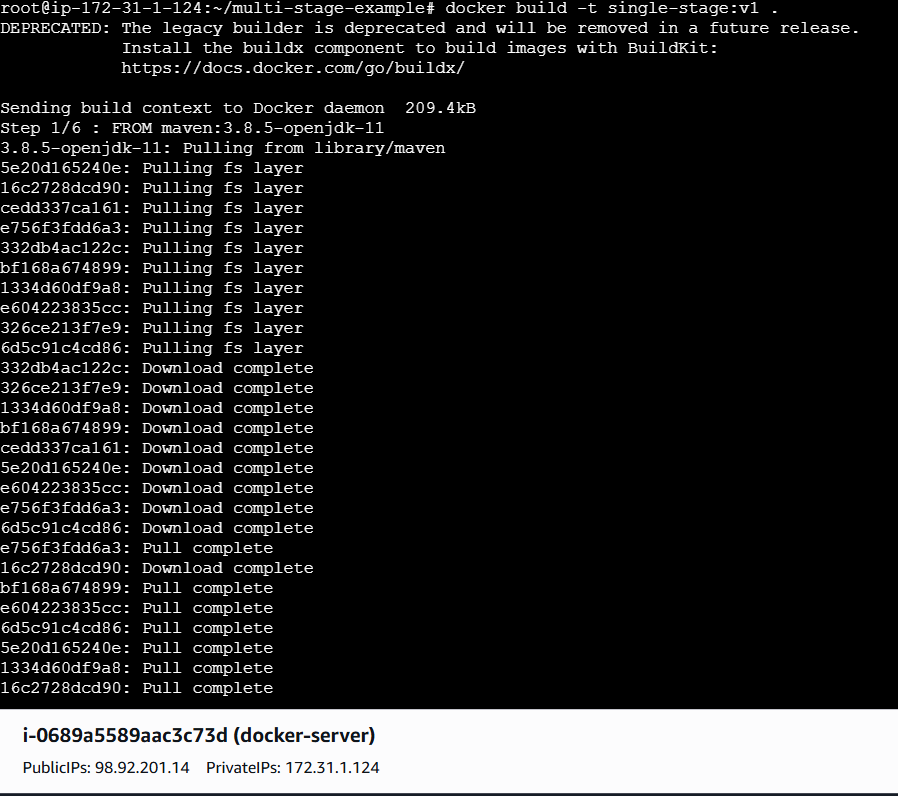 root@ip-172-31-1-124:~/multi-stage-example# docker build -t single-stage:v1 .
DEPRECATED: The legacy builder is deprecated and will be removed in a future release.
            Install the buildx component to build images with BuildKit:
            https://docs.docker.com/go/buildx/

Sending build context to Docker daemon  209.4kB
Step 1/6 : FROM maven:3.8.5-openjdk-11
3.8.5-openjdk-11: Pulling from library/maven
5e20d165240e: Pulling fs layer
16c2728dcd90: Pulling fs layer
cedd337ca161: Pulling fs layer
e756f3fdd6a3: Pulling fs layer
332db4ac122c: Pulling fs layer
bf168a674899: Pulling fs layer
1334d60df9a8: Pulling fs layer
e604223835cc: Pulling fs layer
326ce213f7e9: Pulling fs layer
6d5c91c4cd86: Pulling fs layer
332db4ac122c: Download complete
326ce213f7e9: Download complete
1334d60df9a8: Download complete
bf168a674899: Download complete
cedd337ca161: Download complete
5e20d165240e: Download complete
e604223835cc: Download complete
e756f3fdd6a3: Download complete
6d5c91c4cd86: Download complete
e756f3fdd6a3: Pull complete
16c2728dcd90: Download complete
bf168a674899: Pull complete
e604223835cc: Pull complete
6d5c91c4cd86: Pull complete
5e20d165240e: Pull complete
1334d60df9a8: Pull complete
16c2728dcd90: Pull complete
i-0689a5589aac3c73d (docker-server)
PublicIPs: 98.92.201.14    PrivateIPs: 172.31.1.124